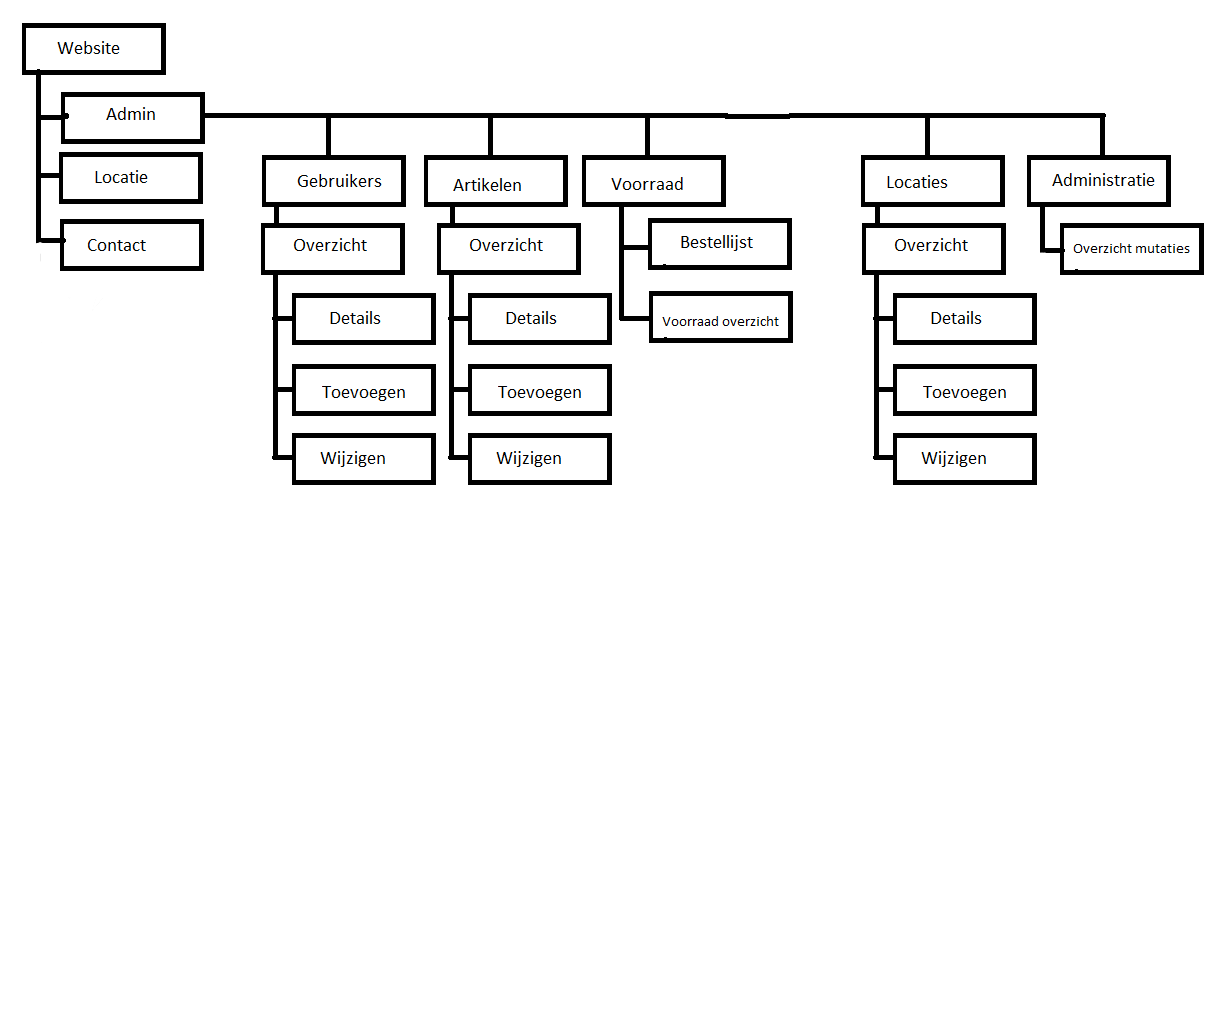 Website
Admin
Locatie
Contact
Gebruikers
Overzicht
Details
Toevoegen
Wijzigen
Artikelen
Overzicht
Details
Toevoegen
Wijzigen
Voorraad
Bestellijst
Voorraad overzicht
Locaties
Overzicht
Details
Toevoegen
Wijzigen
Administratie
Overzicht mutaties